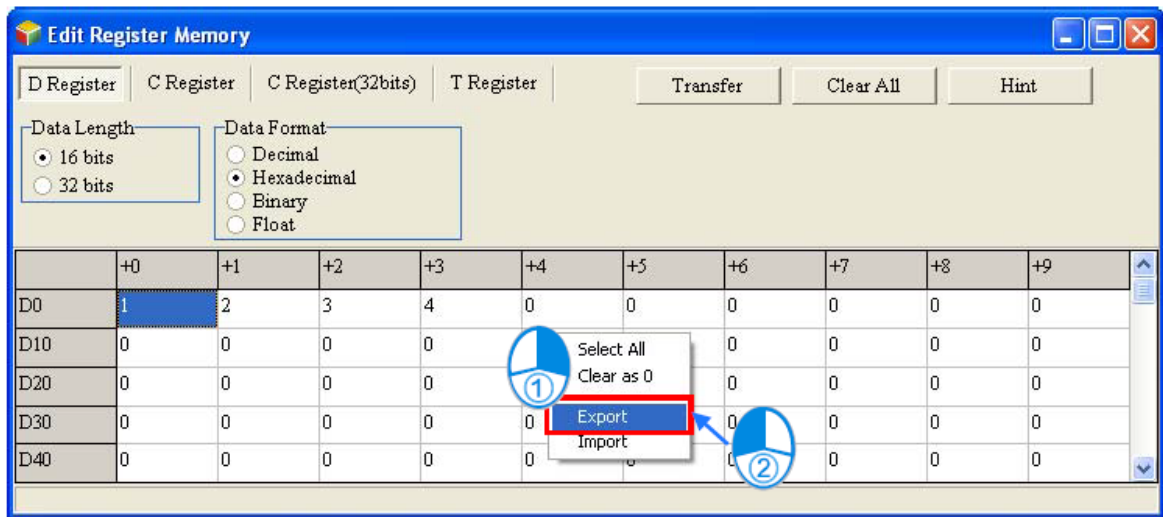 Edit Register Memory
D Register C Register C Register(32bits) T Register Transfer Clear All Hint
Data Length Data Format
16 bits Decimal
32 bits Hexadecimal
Binary
Float
+0 +1 +2 +3 +4 +5 +6 +7 +8 +9
D0 1 2 3 4 0 0 0 0 0 0
D10 0 0 0 0 0 0 0 0
D20 0 0 0 0 0 0 0 0
D30 0 0 0 0 0 0 0 0 0
D40 0 0 0 0 0 0 0 0
Select All
Clear as 0
Export
Import
1
2